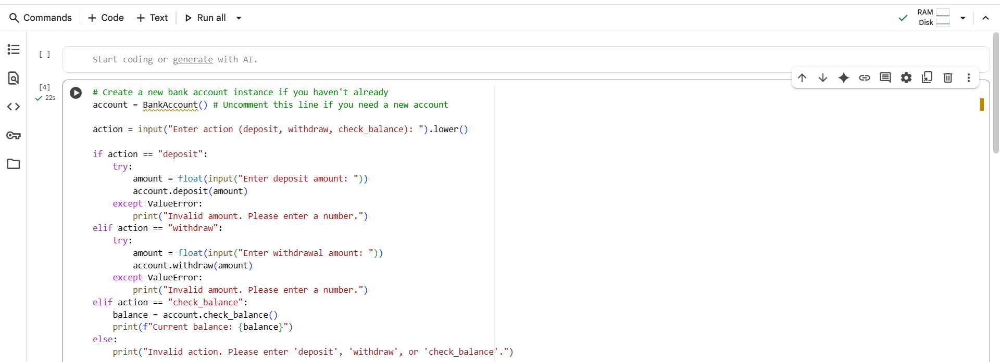 Commands + Code + Text Run all
RAM
Disk
[ ] Start coding or generate with AI.
[4]
22s
# Create a new bank account instance if you haven't already
account = BankAccount() # Uncomment this line if you need a new account
action = input("Enter action (deposit, withdraw, check_balance): ").lower()
if action == "deposit":
    try:
        amount = float(input("Enter deposit amount: "))
        account.deposit(amount)
    except ValueError:
        print("Invalid amount. Please enter a number.")
elif action == "withdraw":
    try:
        amount = float(input("Enter withdrawal amount: "))
        account.withdraw(amount)
    except ValueError:
        print("Invalid amount. Please enter a number.")
elif action == "check_balance":
    balance = account.check_balance()
    print(f"Current balance: {balance}")
else:
    print("Invalid action. Please enter 'deposit', 'withdraw', or 'check_balance'.")